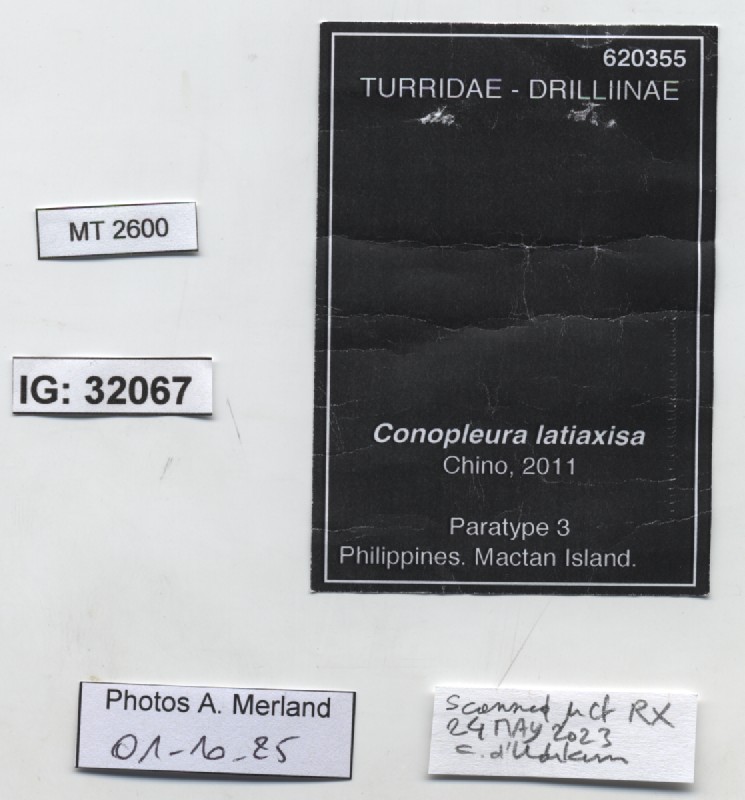 620355
TURRIDAE - DRILLIINAE
MT 2600
IG: 32067
Conopleura latiaxisa
Chino, 2011
Paratype 3
Philippines. Mactan Island.
Photos A. Merland
01-10-25
Scanned µct RX
24 MAY 2023